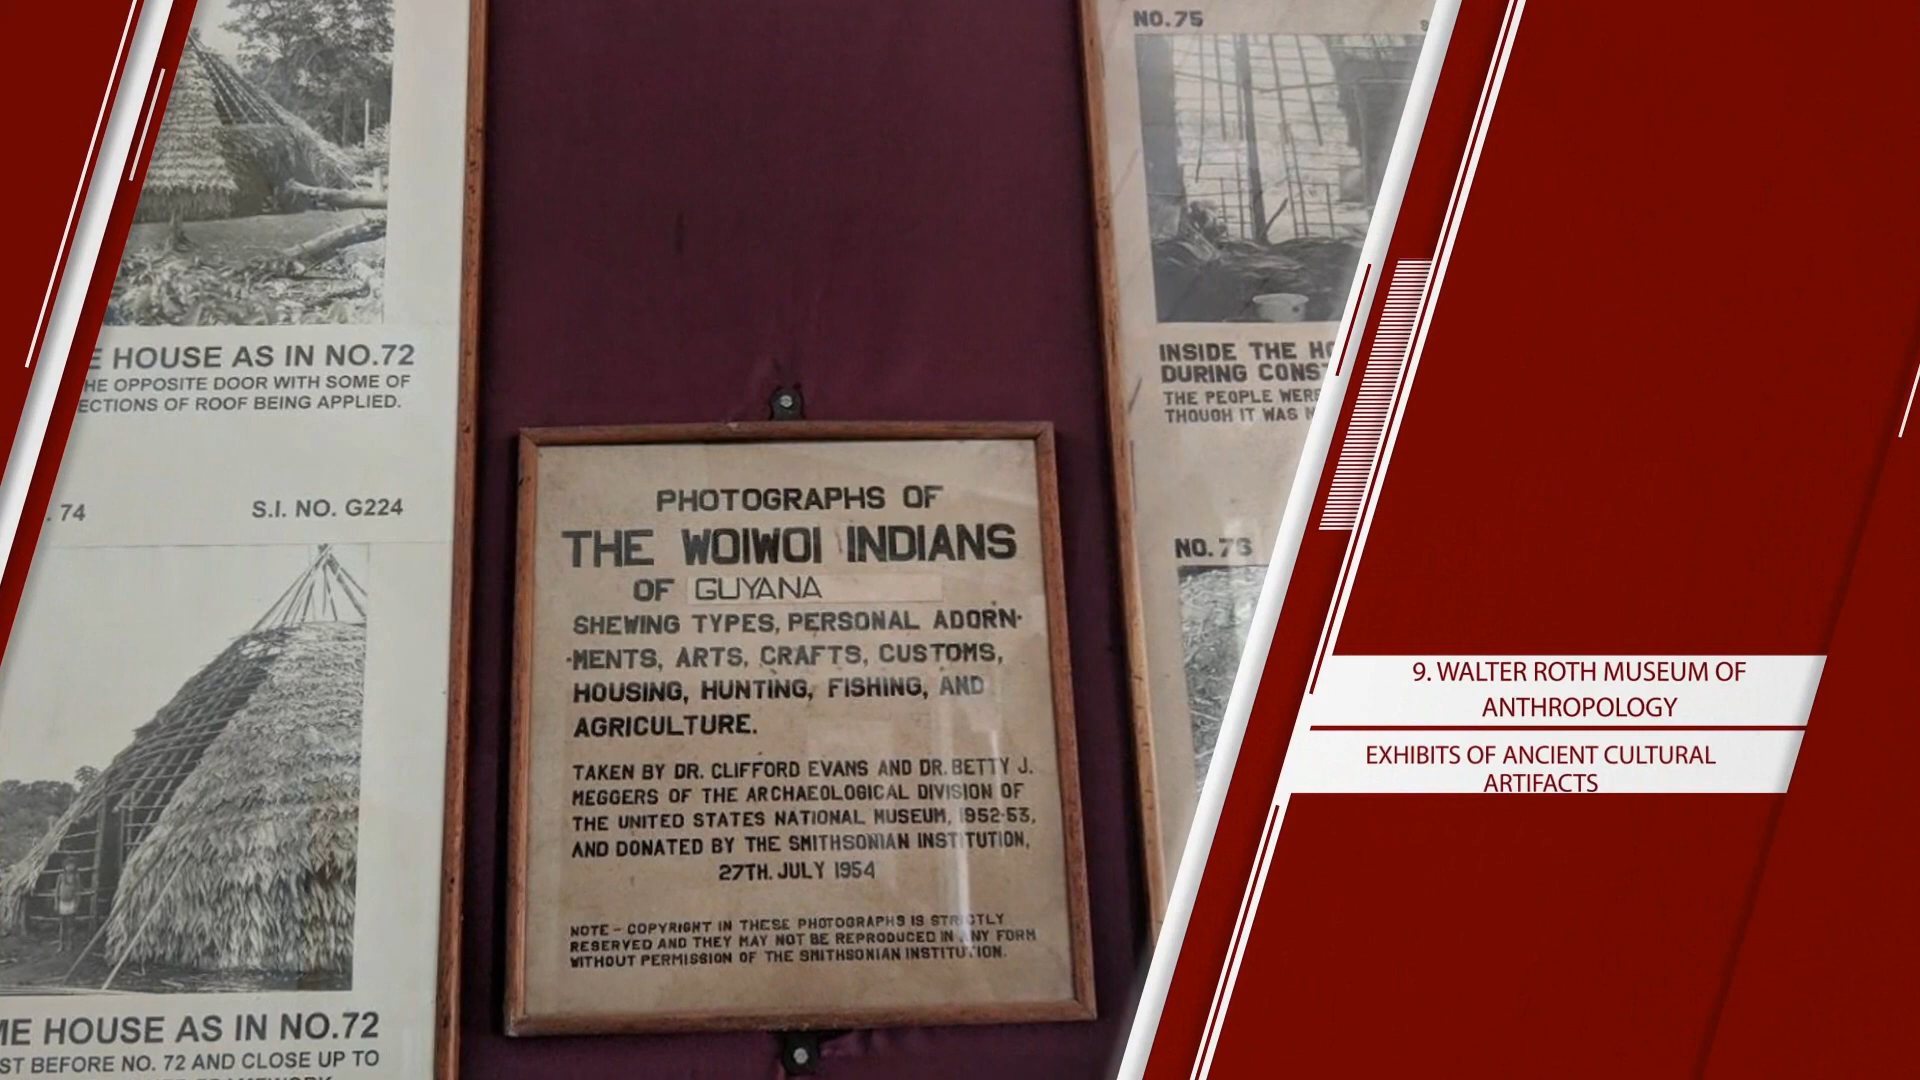 E HOUSE AS IN NO.72
HE OPPOSITE DOOR WITH SOME OF
ECTIONS OF ROOF BEING APPLIED.
. 74
S.I. NO. G224
ME HOUSE AS IN NO.72
ST BEFORE NO. 72 AND CLOSE UP TO
PHOTOGRAPHS OF
THE WOIWOI INDIANS
OF GUYANA
SHEWING TYPES, PERSONAL ADORN-
-MENTS, ARTS, CRAFTS, CUSTOMS,
HOUSING, HUNTING, FISHING, AND
AGRICULTURE.
TAKEN BY DR. CLIFFORD EVANS AND DR. BETTY J.
MEGGERS OF THE ARCHAEOLOGICAL DIVISION OF
THE UNITED STATES NATIONAL MUSEUM, 1952-53,
AND DONATED BY THE SMITHSONIAN INSTITUTION,
27TH. JULY 1954
NOTE - COPYRIGHT IN THESE PHOTOGRAPHS IS STRICTLY
RESERVED AND THEY MAY NOT BE REPRODUCED IN ANY FORM
WITHOUT PERMISSION OF THE SMITHSONIAN INSTITUTION.
NO. 75
INSIDE THE HO
DURING CONST
THE PEOPLE WERE
THOUGH IT WAS N
NO. 76
9. WALTER ROTH MUSEUM OF
ANTHROPOLOGY
EXHIBITS OF ANCIENT CULTURAL
ARTIFACTS